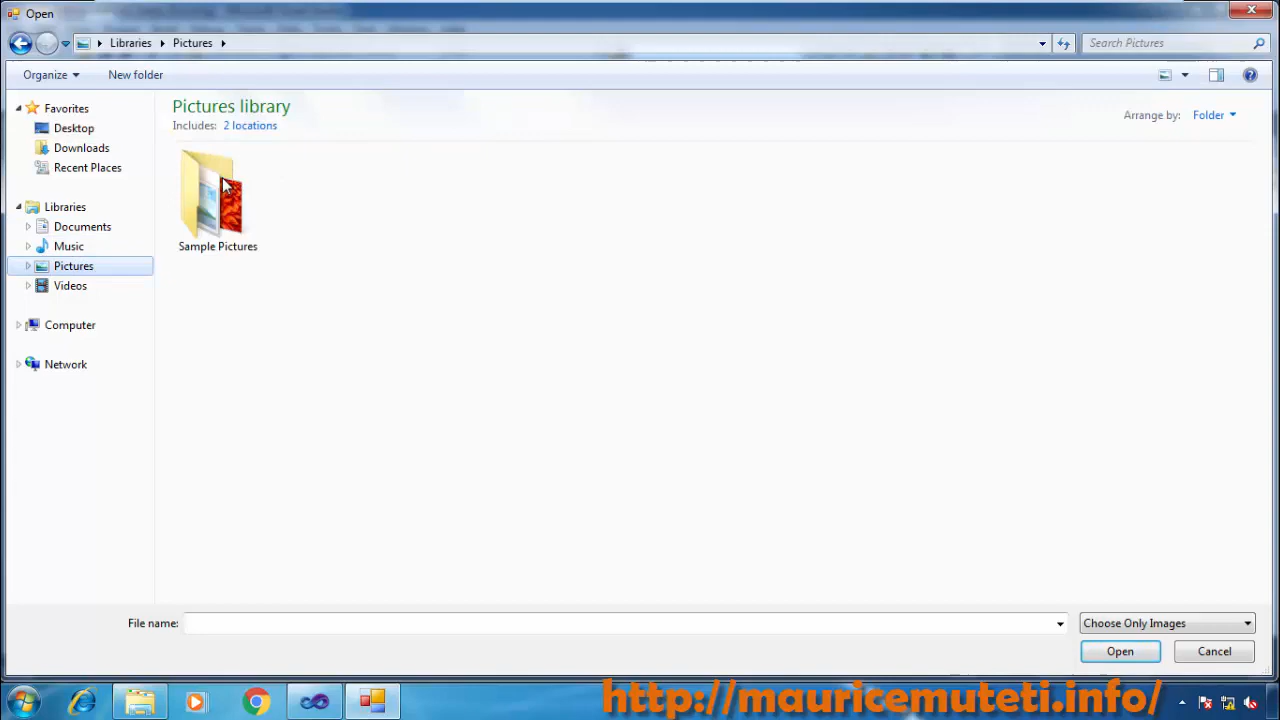 Open
Libraries
Pictures
Search Pictures
Organize
New folder
Pictures library
Includes: 2 locations
Arrange by: Folder
Favorites
Desktop
Downloads
Recent Places
Libraries
Documents
Music
Pictures
Videos
Computer
Network
Sample Pictures
File name:
Choose Only Images
Open
Cancel
http://mauricemuteti.info/